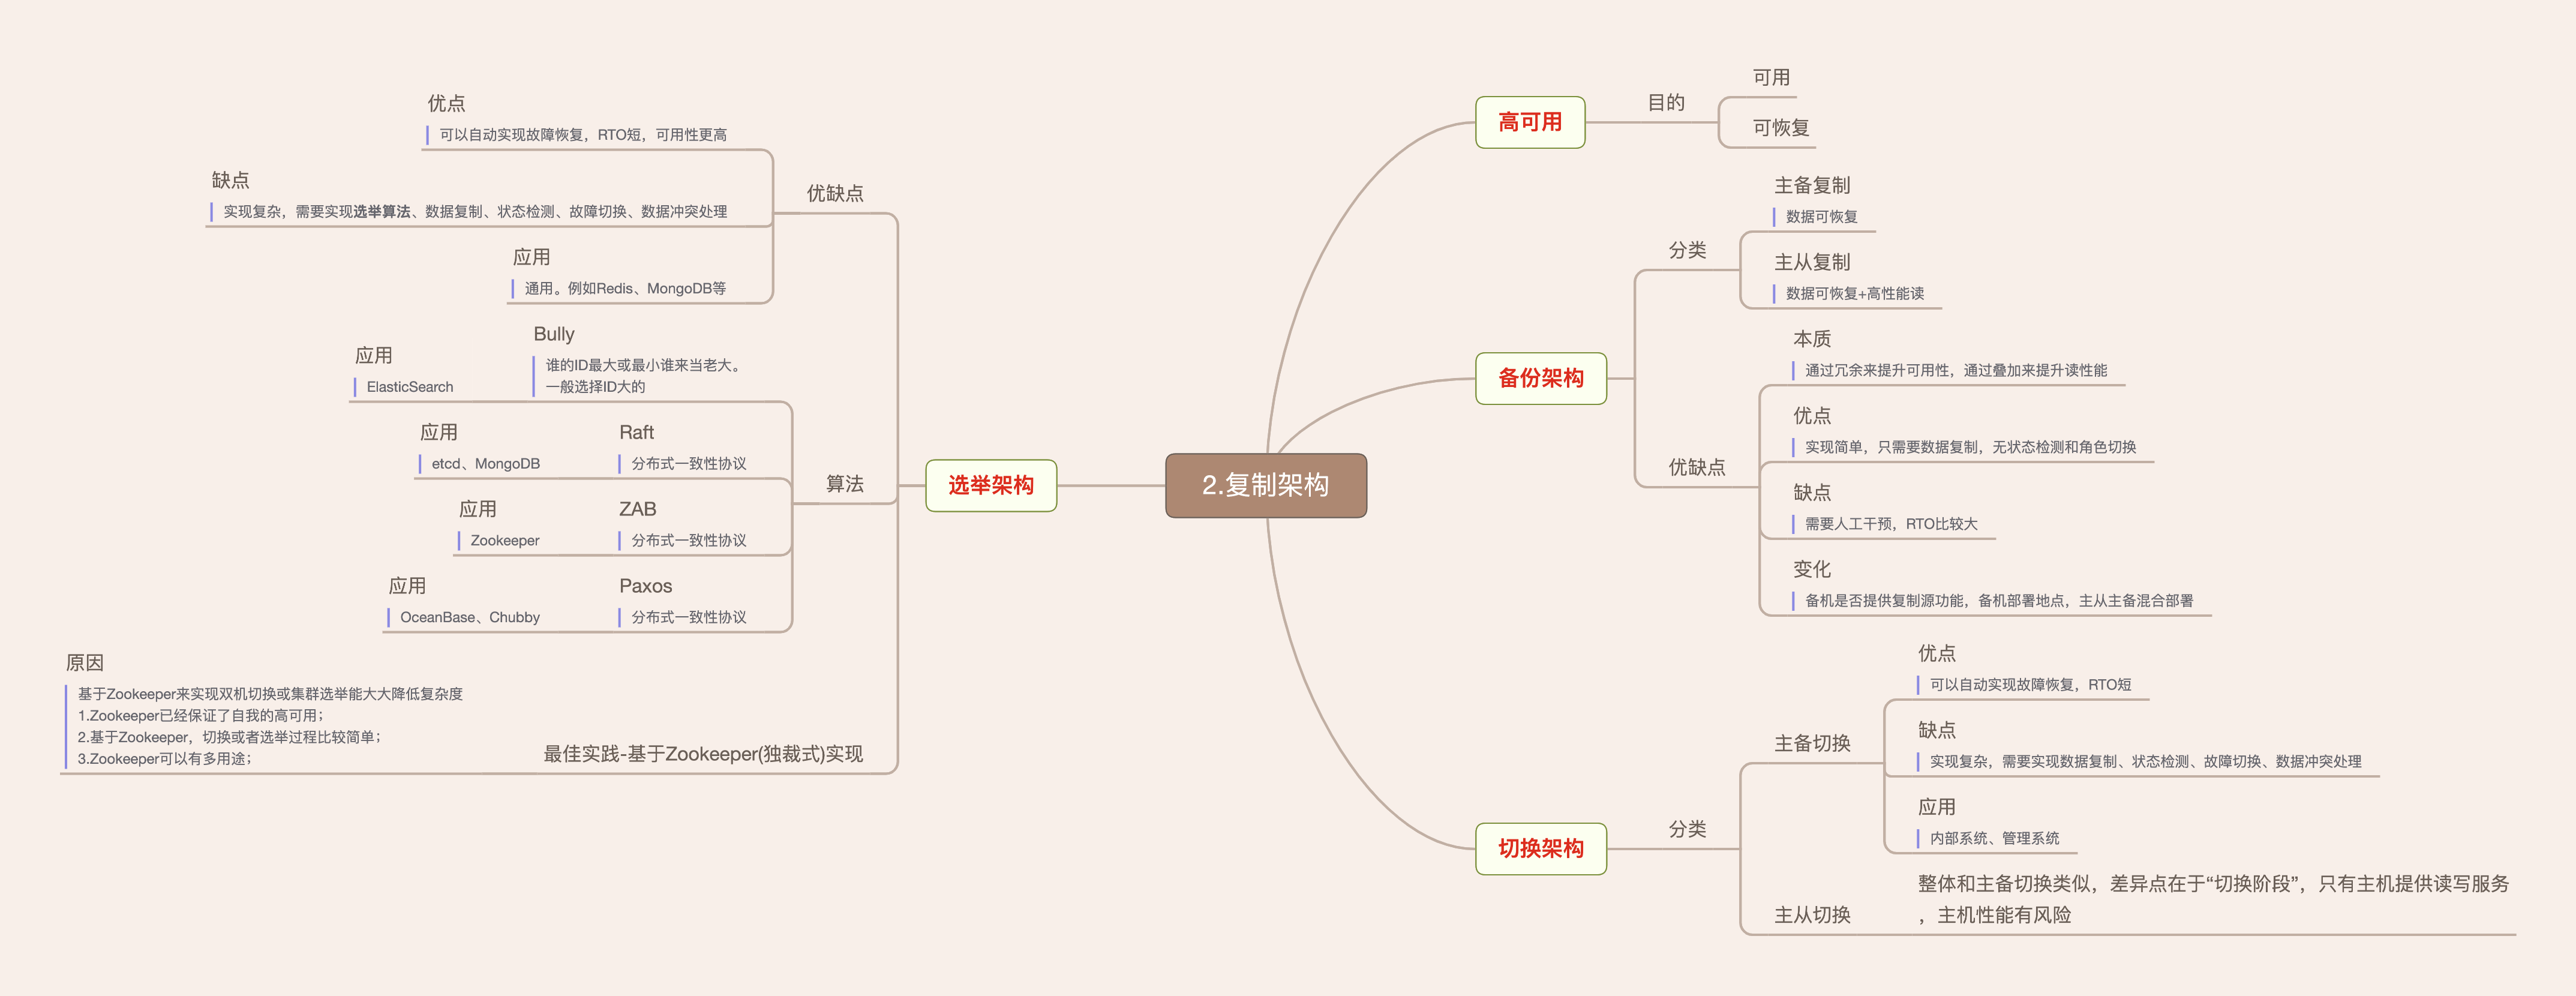 2.复制架构
高可用
目的
可用
可恢复
备份架构
分类
主备复制
数据可恢复
主从复制
数据可恢复+高性能读
优缺点
本质
通过冗余来提升可用性，通过叠加来提升读性能
优点
实现简单，只需要数据复制，无状态检测和角色切换
缺点
需要人工干预，RTO比较大
变化
备机是否提供复制源功能，备机部署地点，主从主备混合部署
切换架构
分类
主备切换
优点
可以自动实现故障恢复，RTO短
缺点
实现复杂，需要实现数据复制、状态检测、故障切换、数据冲突处理
应用
内部系统、管理系统
主从切换
整体和主备切换类似，差异点在于“切换阶段”，只有主机提供读写服务
，主机性能有风险
选举架构
优缺点
优点
可以自动实现故障恢复，RTO短，可用性更高
缺点
实现复杂，需要实现选举算法、数据复制、状态检测、故障切换、数据冲突处理
应用
通用。例如Redis、MongoDB等
算法
Bully
谁的ID最大或最小谁来当老大。
一般选择ID大的
应用
ElasticSearch
Raft
分布式一致性协议
应用
etcd、MongoDB
ZAB
分布式一致性协议
应用
Zookeeper
Paxos
分布式一致性协议
应用
OceanBase、Chubby
最佳实践-基于Zookeeper(独裁式)实现
原因
基于Zookeeper来实现双机切换或集群选举能大大降低复杂度
1.Zookeeper已经保证了自我的高可用；
2.基于Zookeeper，切换或者选举过程比较简单；
3.Zookeeper可以有多用途；